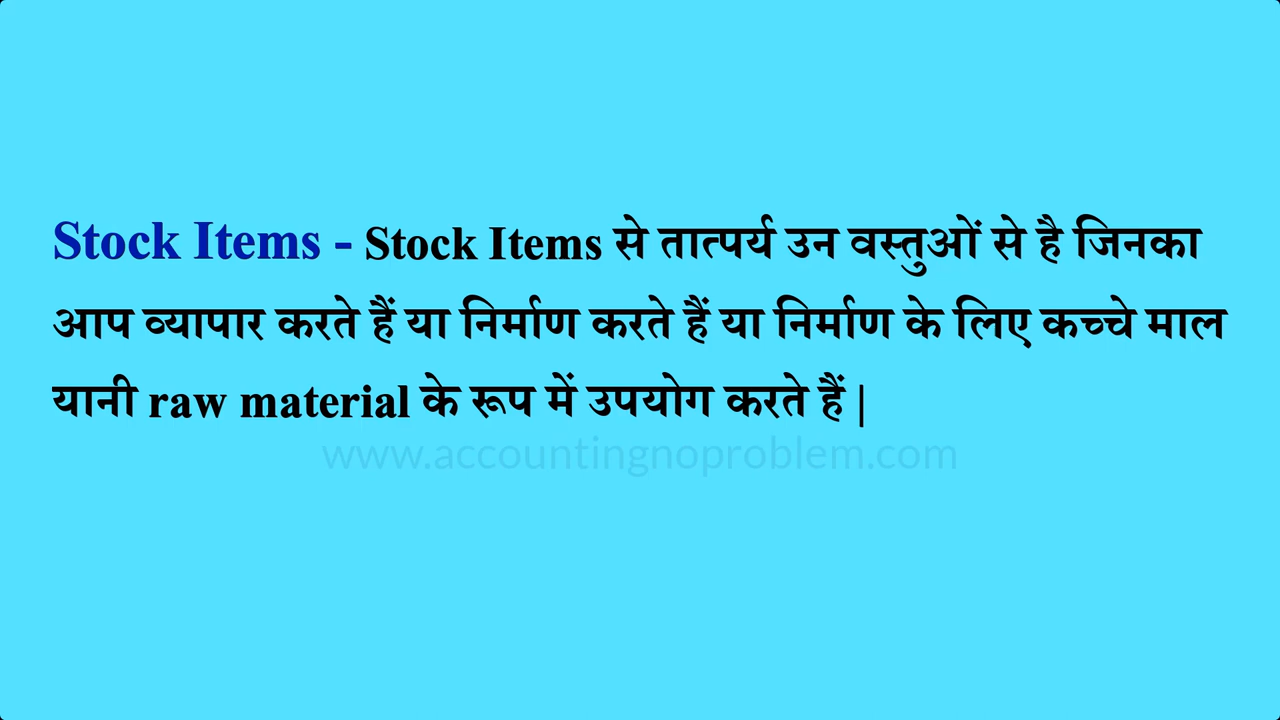 Stock Items - Stock Items से तात्पर्य उन वस्तुओं से है जिनका
आप व्यापार करते हैं या निर्माण करते हैं या निर्माण के लिए कच्चे माल
यानी raw material के रूप में उपयोग करते हैं |
www.accountingnoproblem.com